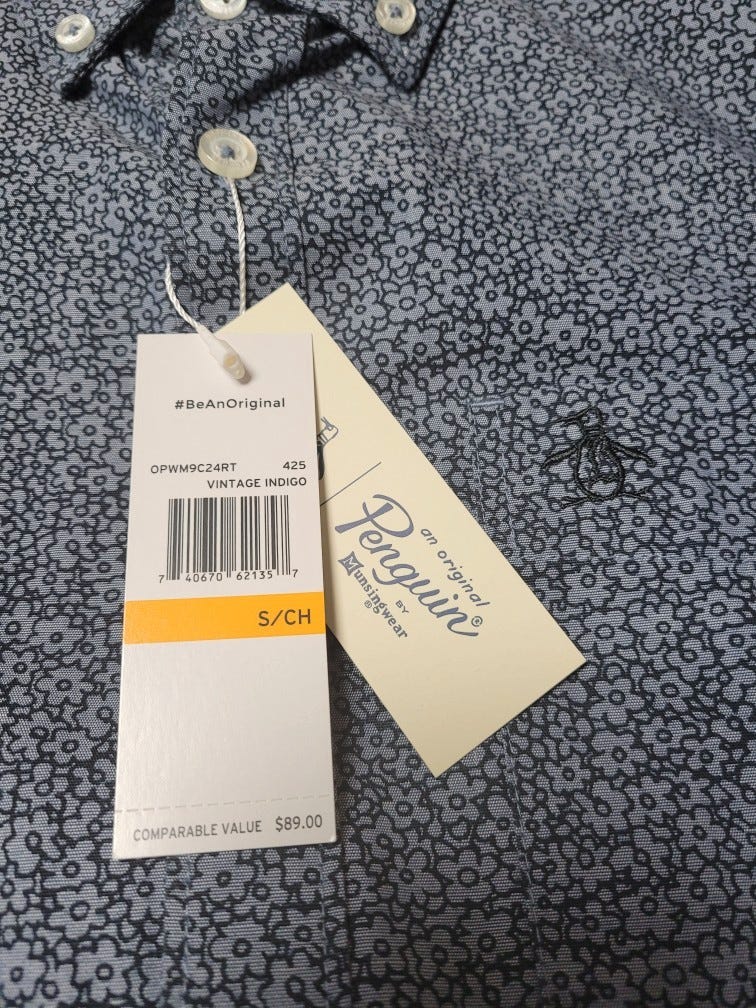 #BeAnOriginal
OPWM9C24RT 425
VINTAGE INDIGO
7 40670 62135 7
S/CH
COMPARABLE VALUE $89.00
an original
Penguin®
BY
Munsingwear®